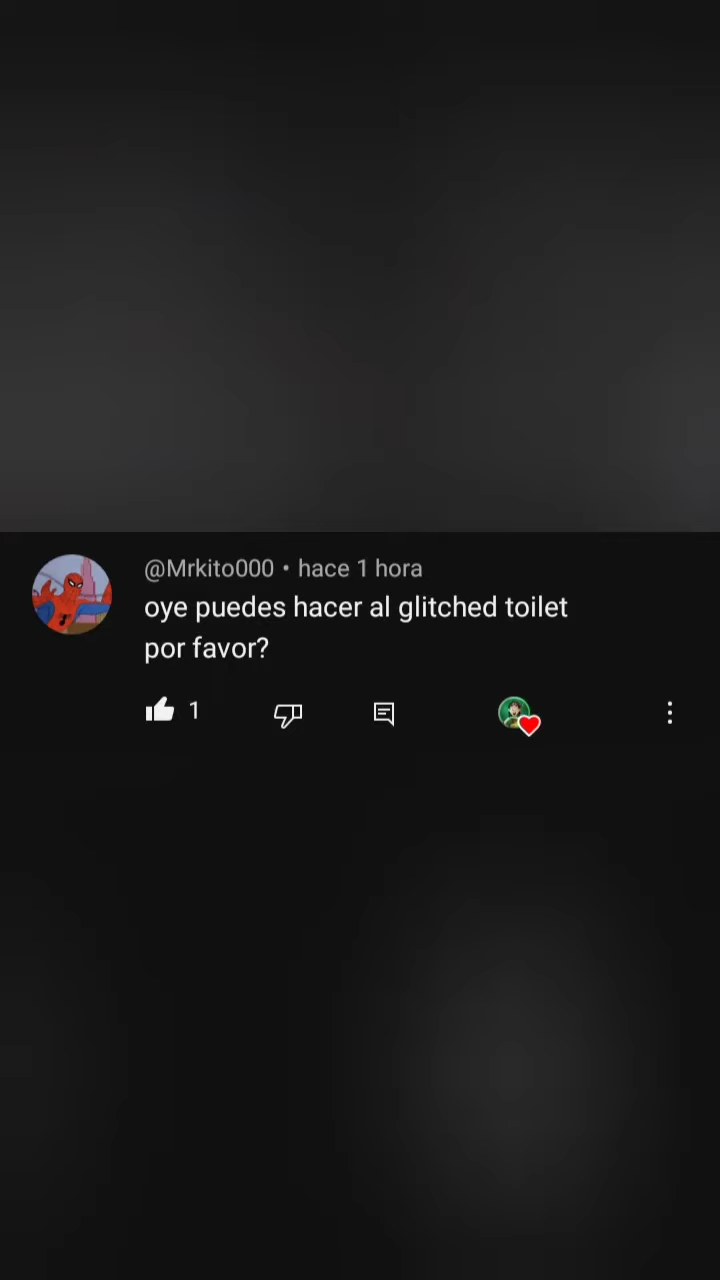 @Mrkito000 • hace 1 hora
oye puedes hacer al glitched toilet
por favor?
1